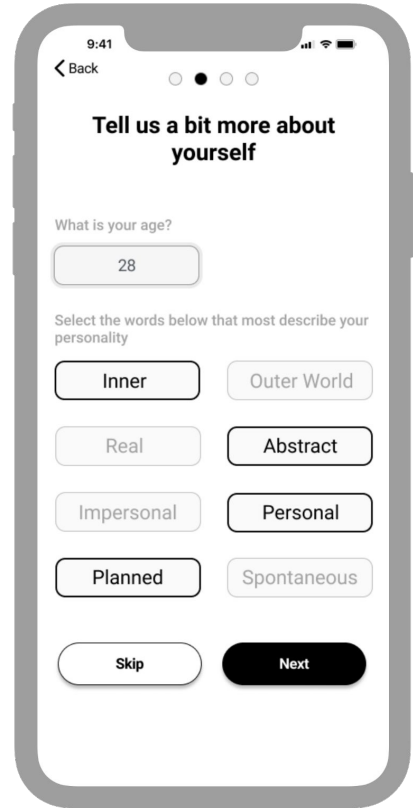 9:41
Back
Tell us a bit more about
yourself
What is your age?
28
Select the words below that most describe your
personality
Inner Outer World
Real Abstract
Impersonal Personal
Planned Spontaneous
Skip Next